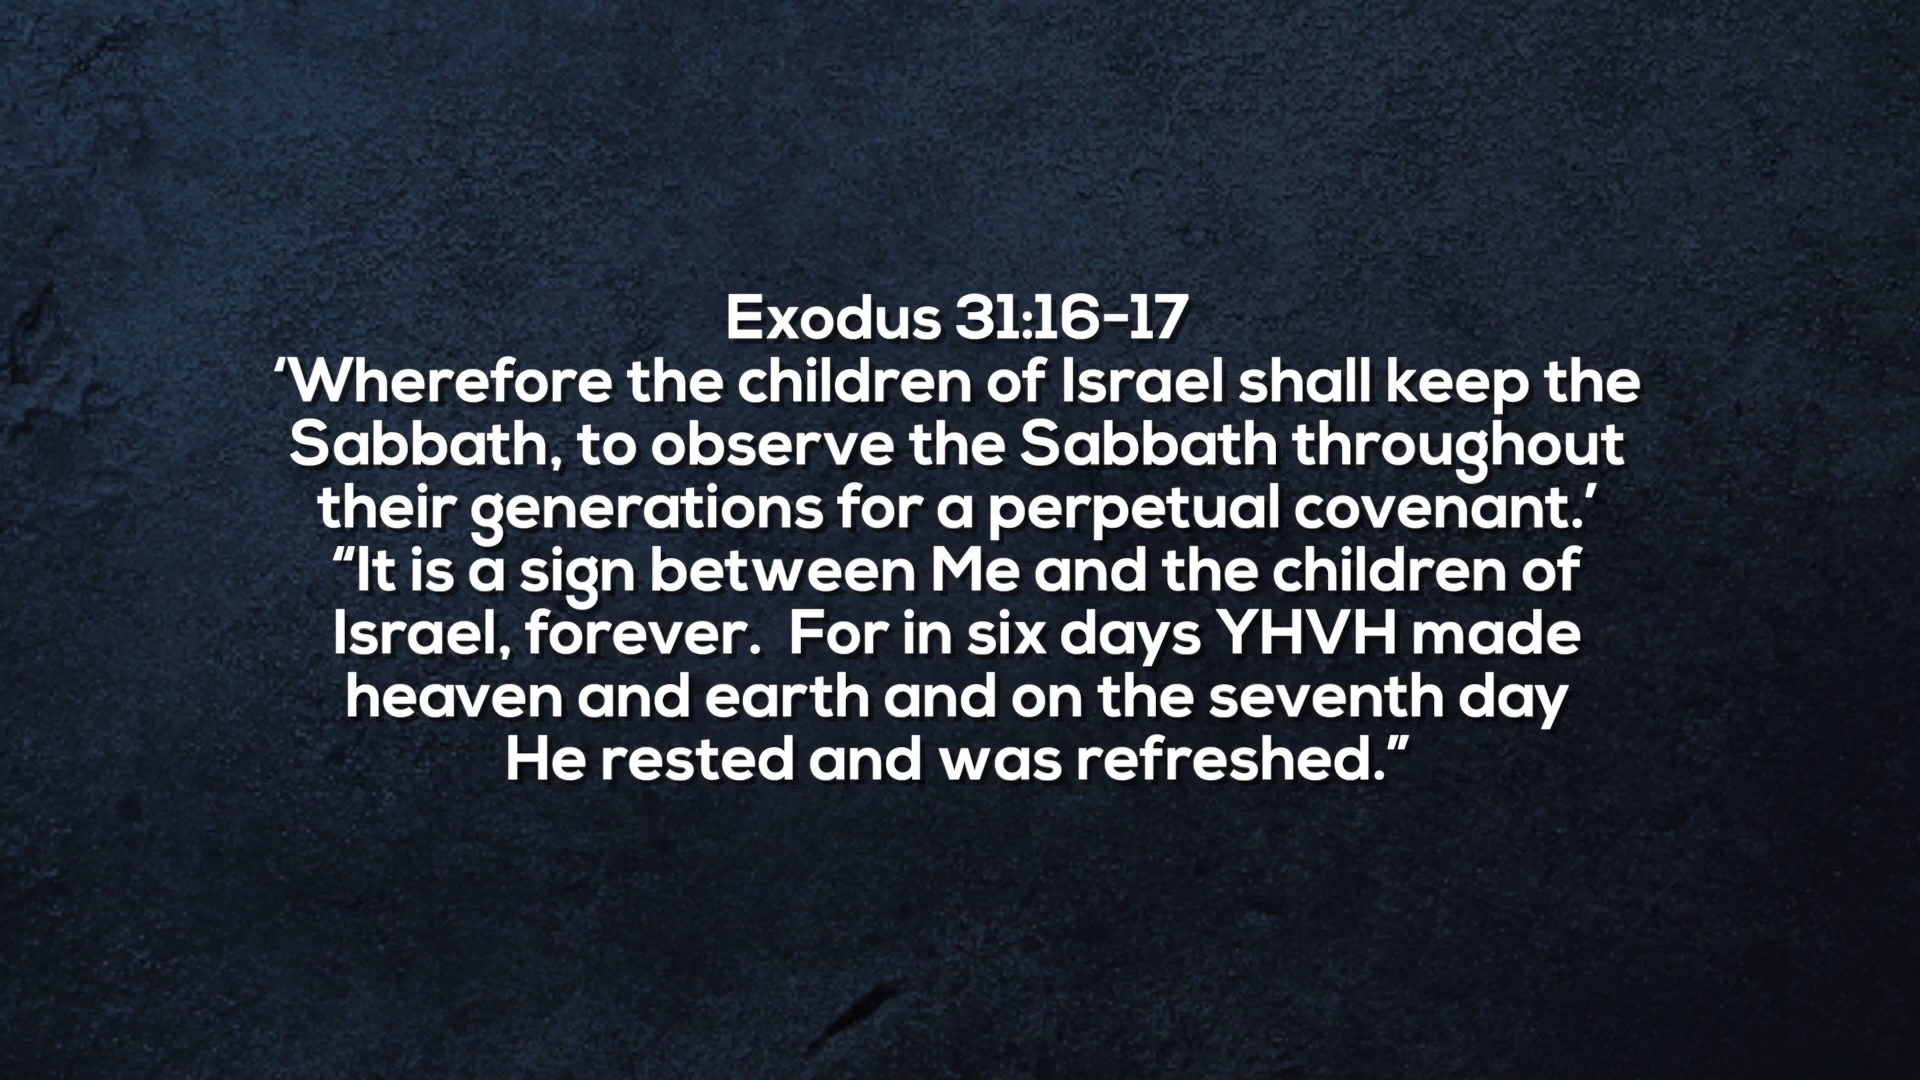 Exodus 31:16-17
‘Wherefore the children of Israel shall keep the
Sabbath, to observe the Sabbath throughout
their generations for a perpetual covenant.’
“It is a sign between Me and the children of
Israel, forever.  For in six days YHVH made
heaven and earth and on the seventh day
He rested and was refreshed.”